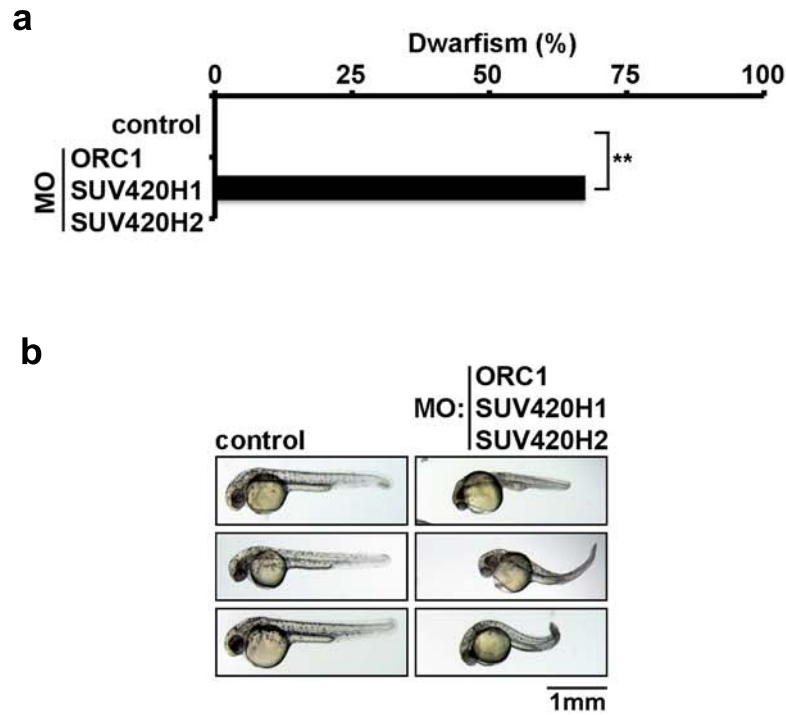 a
Dwarfism (%)
0 25 50 75 100
control
MO
ORC1
SUV420H1
SUV420H2
**
b
control
MO:
ORC1
SUV420H1
SUV420H2
1mm